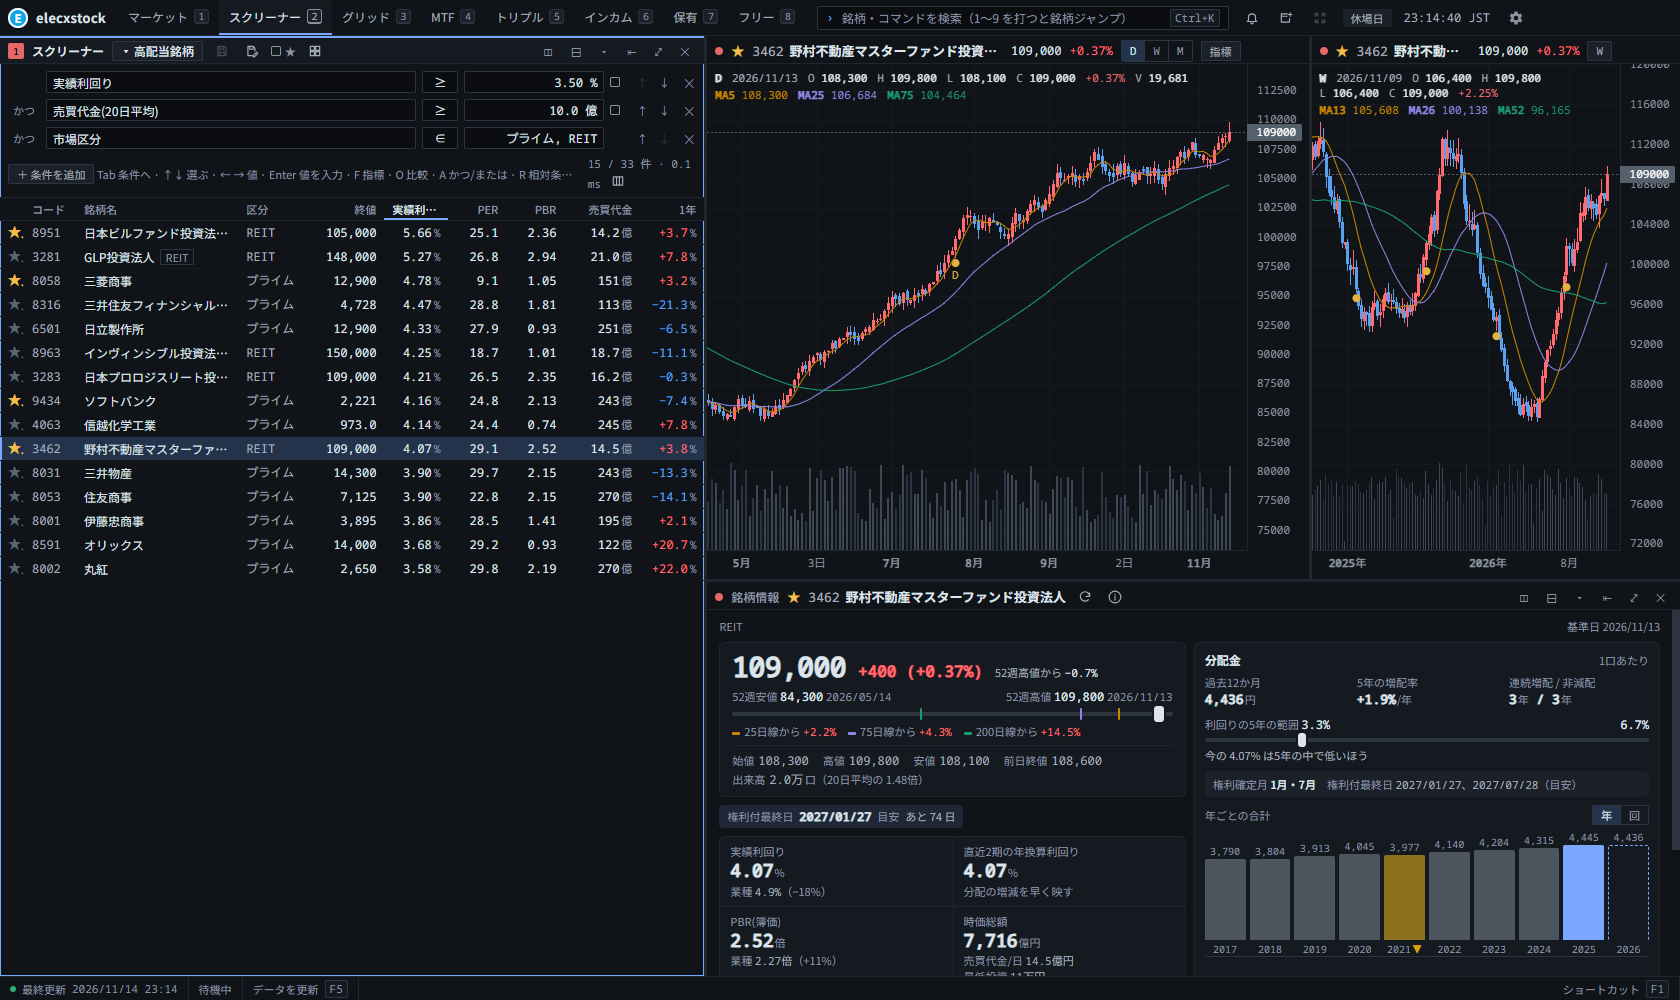 elecxstock マーケット 1 スクリーナー 2 グリッド 3 MTF 4 トリプル 5 インカム 6 保有 7 フリー 8 › 銘柄・コマンドを検索（1〜9 を打つと銘柄ジャンプ） Ctrl+K 休場日 23:14:40 JST
1 スクリーナー 高配当銘柄
実績利回り ≥ 3.50 %
かつ 売買代金(20日平均) ≥ 10.0 億
かつ 市場区分 ∈ プライム, REIT
＋ 条件を追加 Tab 条件へ · ↑↓ 選ぶ · ←→ 値 · Enter 値を入力 · F 指標 · O 比較 · A かつ/または · R 相対条… 15 / 33 件 · 0.1 ms
コード 銘柄名 区分 終値 実績利… PER PBR 売買代金 1年
8951 日本ビルファンド投資法… REIT 105,000 5.66% 25.1 2.36 14.2億 +3.7%
3281 GLP投資法人 REIT REIT 148,000 5.27% 26.8 2.94 21.0億 +7.8%
8058 三菱商事 プライム 12,900 4.78% 9.1 1.05 151億 +3.2%
8316 三井住友フィナンシャル… プライム 4,728 4.47% 28.8 1.81 113億 −21.3%
6501 日立製作所 プライム 12,900 4.33% 27.9 0.93 251億 −6.5%
8963 インヴィンシブル投資法… REIT 150,000 4.25% 18.7 1.01 18.7億 −11.1%
3283 日本プロロジスリート投… REIT 109,000 4.21% 26.5 2.35 16.2億 −0.3%
9434 ソフトバンク プライム 2,221 4.16% 24.8 2.13 243億 −7.4%
4063 信越化学工業 プライム 973.0 4.14% 24.4 0.74 245億 +7.8%
3462 野村不動産マスターファ… REIT 109,000 4.07% 29.1 2.52 14.5億 +3.8%
8031 三井物産 プライム 14,300 3.90% 29.7 2.15 243億 −13.3%
8053 住友商事 プライム 7,125 3.90% 22.8 2.15 270億 −14.1%
8001 伊藤忠商事 プライム 3,895 3.86% 28.5 1.41 195億 +2.1%
8591 オリックス プライム 14,000 3.68% 29.2 0.93 122億 +20.7%
8002 丸紅 プライム 2,650 3.58% 29.8 2.19 270億 +22.0%
3462 野村不動産マスターファンド投資… 109,000 +0.37% D W M 指標
D 2026/11/13 O 108,300 H 109,800 L 108,100 C 109,000 +0.37% V 19,681
MA5 108,300 MA25 106,684 MA75 104,464
112500
110000
109000
107500
105000
102500
100000
97500
95000
92500
90000
87500
85000
82500
80000
77500
75000
D
5月 3日 7月 8月 9月 2日 11月
3462 野村不動… 109,000 +0.37% W
W 2026/11/09 O 106,400 H 109,800
L 106,400 C 109,000 +2.25%
MA13 105,608 MA26 100,138 MA52 96,165
120000
116000
112000
109000
108000
104000
100000
96000
92000
88000
84000
80000
76000
72000
2025年 2026年 8月
銘柄情報 3462 野村不動産マスターファンド投資法人
REIT 基準日 2026/11/13
109,000 +400 (+0.37%) 52週高値から −0.7%
52週安値 84,300 2026/05/14 52週高値 109,800 2026/11/13
25日線から +2.2% 75日線から +4.3% 200日線から +14.5%
始値 108,300 高値 109,800 安値 108,100 前日終値 108,600
出来高 2.0万口（20日平均の 1.48倍）
権利付最終日 2027/01/27 目安 あと 74 日
実績利回り
4.07%
業種 4.9%（−18%）
直近2期の年換算利回り
4.07%
分配の増減を早く映す
PBR(簿価)
2.52倍
業種 2.27倍（+11%）
時価総額
7,716億円
売買代金/日 14.5億円
最低投資 11万円
分配金 1口あたり
過去12か月 5年の増配率 連続増配 / 非減配
4,436円 +1.9%/年 3年 / 3年
利回りの5年の範囲 3.3% 6.7%
今の 4.07% は5年の中で低いほう
権利確定月 1月・7月 権利付最終日 2027/01/27、2027/07/28（目安）
年ごとの合計 年 回
3,790 3,804 3,913 4,045 3,977 4,140 4,204 4,315 4,445 4,436
2017 2018 2019 2020 2021▼ 2022 2023 2024 2025 2026
最終更新 2026/11/14 23:14 待機中 データを更新 F5 ショートカット F1